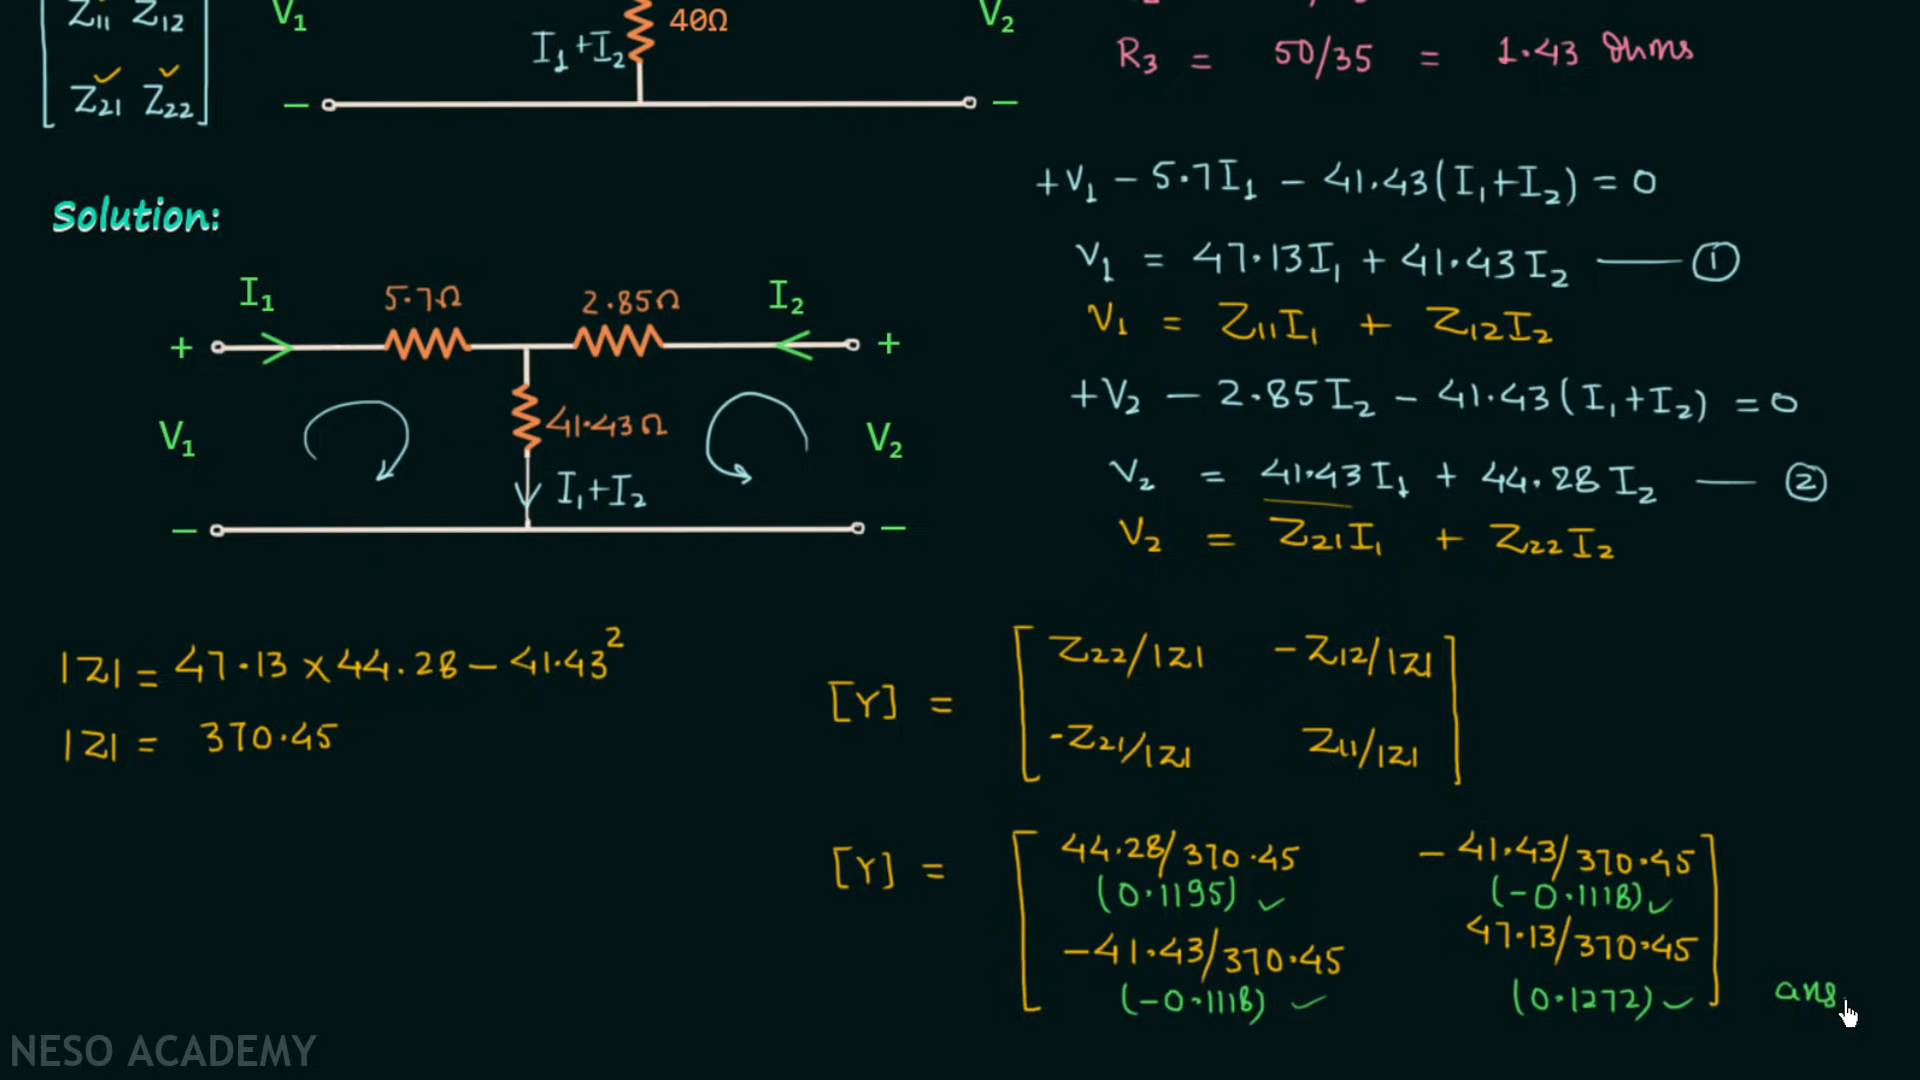 Z11 Z12
Z21 Z22
V1
40Ω
I1+I2
V2
−
−
R3 = 50/35 = 1.43 ohms
Solution:
I1
5.7Ω
2.85Ω
I2
+
+
V1
41.43Ω
V2
I1+I2
−
−
+V1 − 5.7I1 − 41.43(I1+I2) = 0
V1 = 47.13I1 + 41.43I2 —— ①
V1 = Z11I1 + Z12I2
+V2 − 2.85I2 − 41.43(I1+I2) = 0
V2 = 41.43I1 + 44.28I2 — ②
V2 = Z21I1 + Z22I2
|Z| = 47.13 × 44.28 − 41.43²
|Z| = 370.45
[Y] =
Z22/|Z| −Z12/|Z|
−Z21/|Z| Z11/|Z|
[Y] =
44.28/370.45 −41.43/370.45
(0.1195) ✓ (−0.1118) ✓
−41.43/370.45 47.13/370.45
(−0.1118) ✓ (0.1272) ✓
ans
NESO ACADEMY